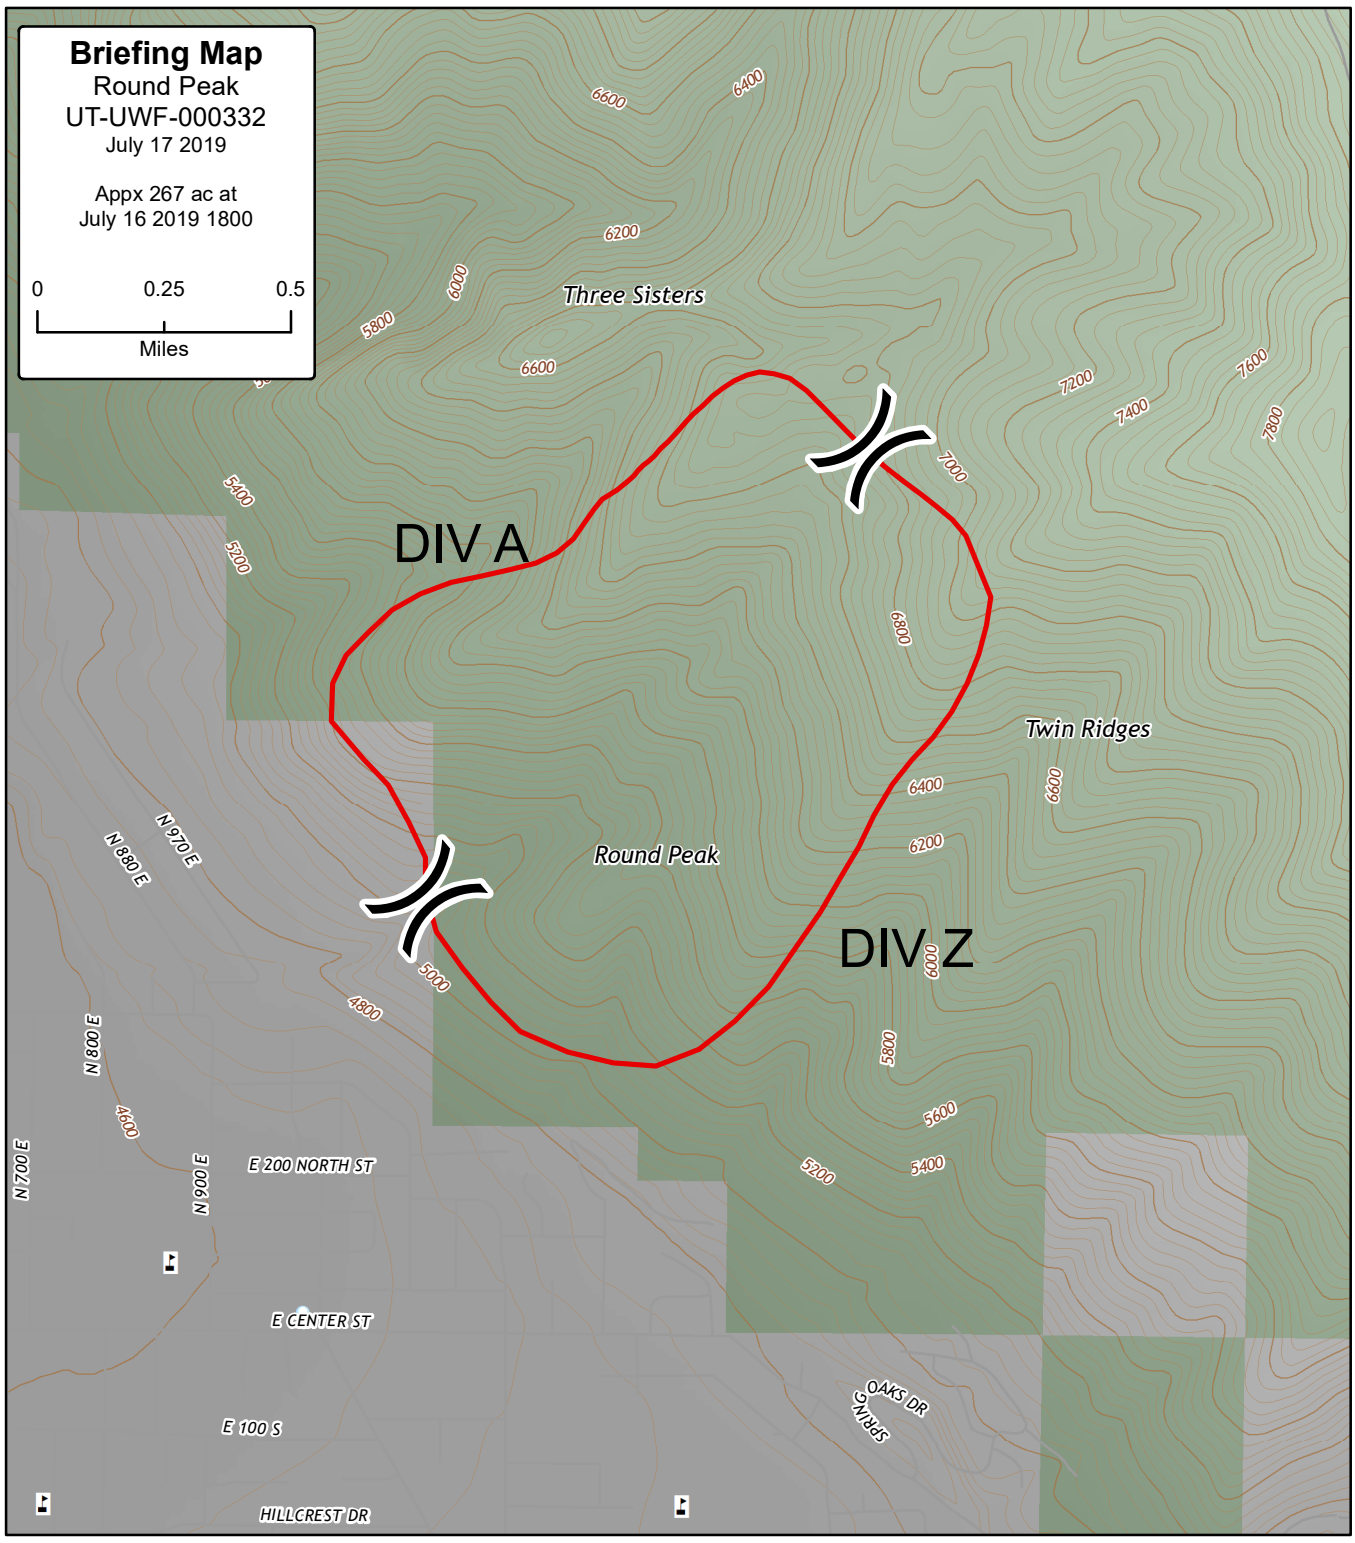 Briefing Map
Round Peak
UT-UWF-000332
July 17 2019
Appx 267 ac at
July 16 2019 1800
0 0.25 0.5
Miles
6600
6400
6200
6000
Three Sisters
5800
6600
7600
7200
7400
7800
7000
5400
DIV A
5200
6800
Twin Ridges
6400
6600
N 970 E
N 880 E
6200
Round Peak
DIV Z
6000
5000
4800
N 800 E
5800
4600
5600
N 700 E
N 900 E
E 200 NORTH ST
5200
5400
E CENTER ST
SPRING OAKS DR
E 100 S
HILLCREST DR